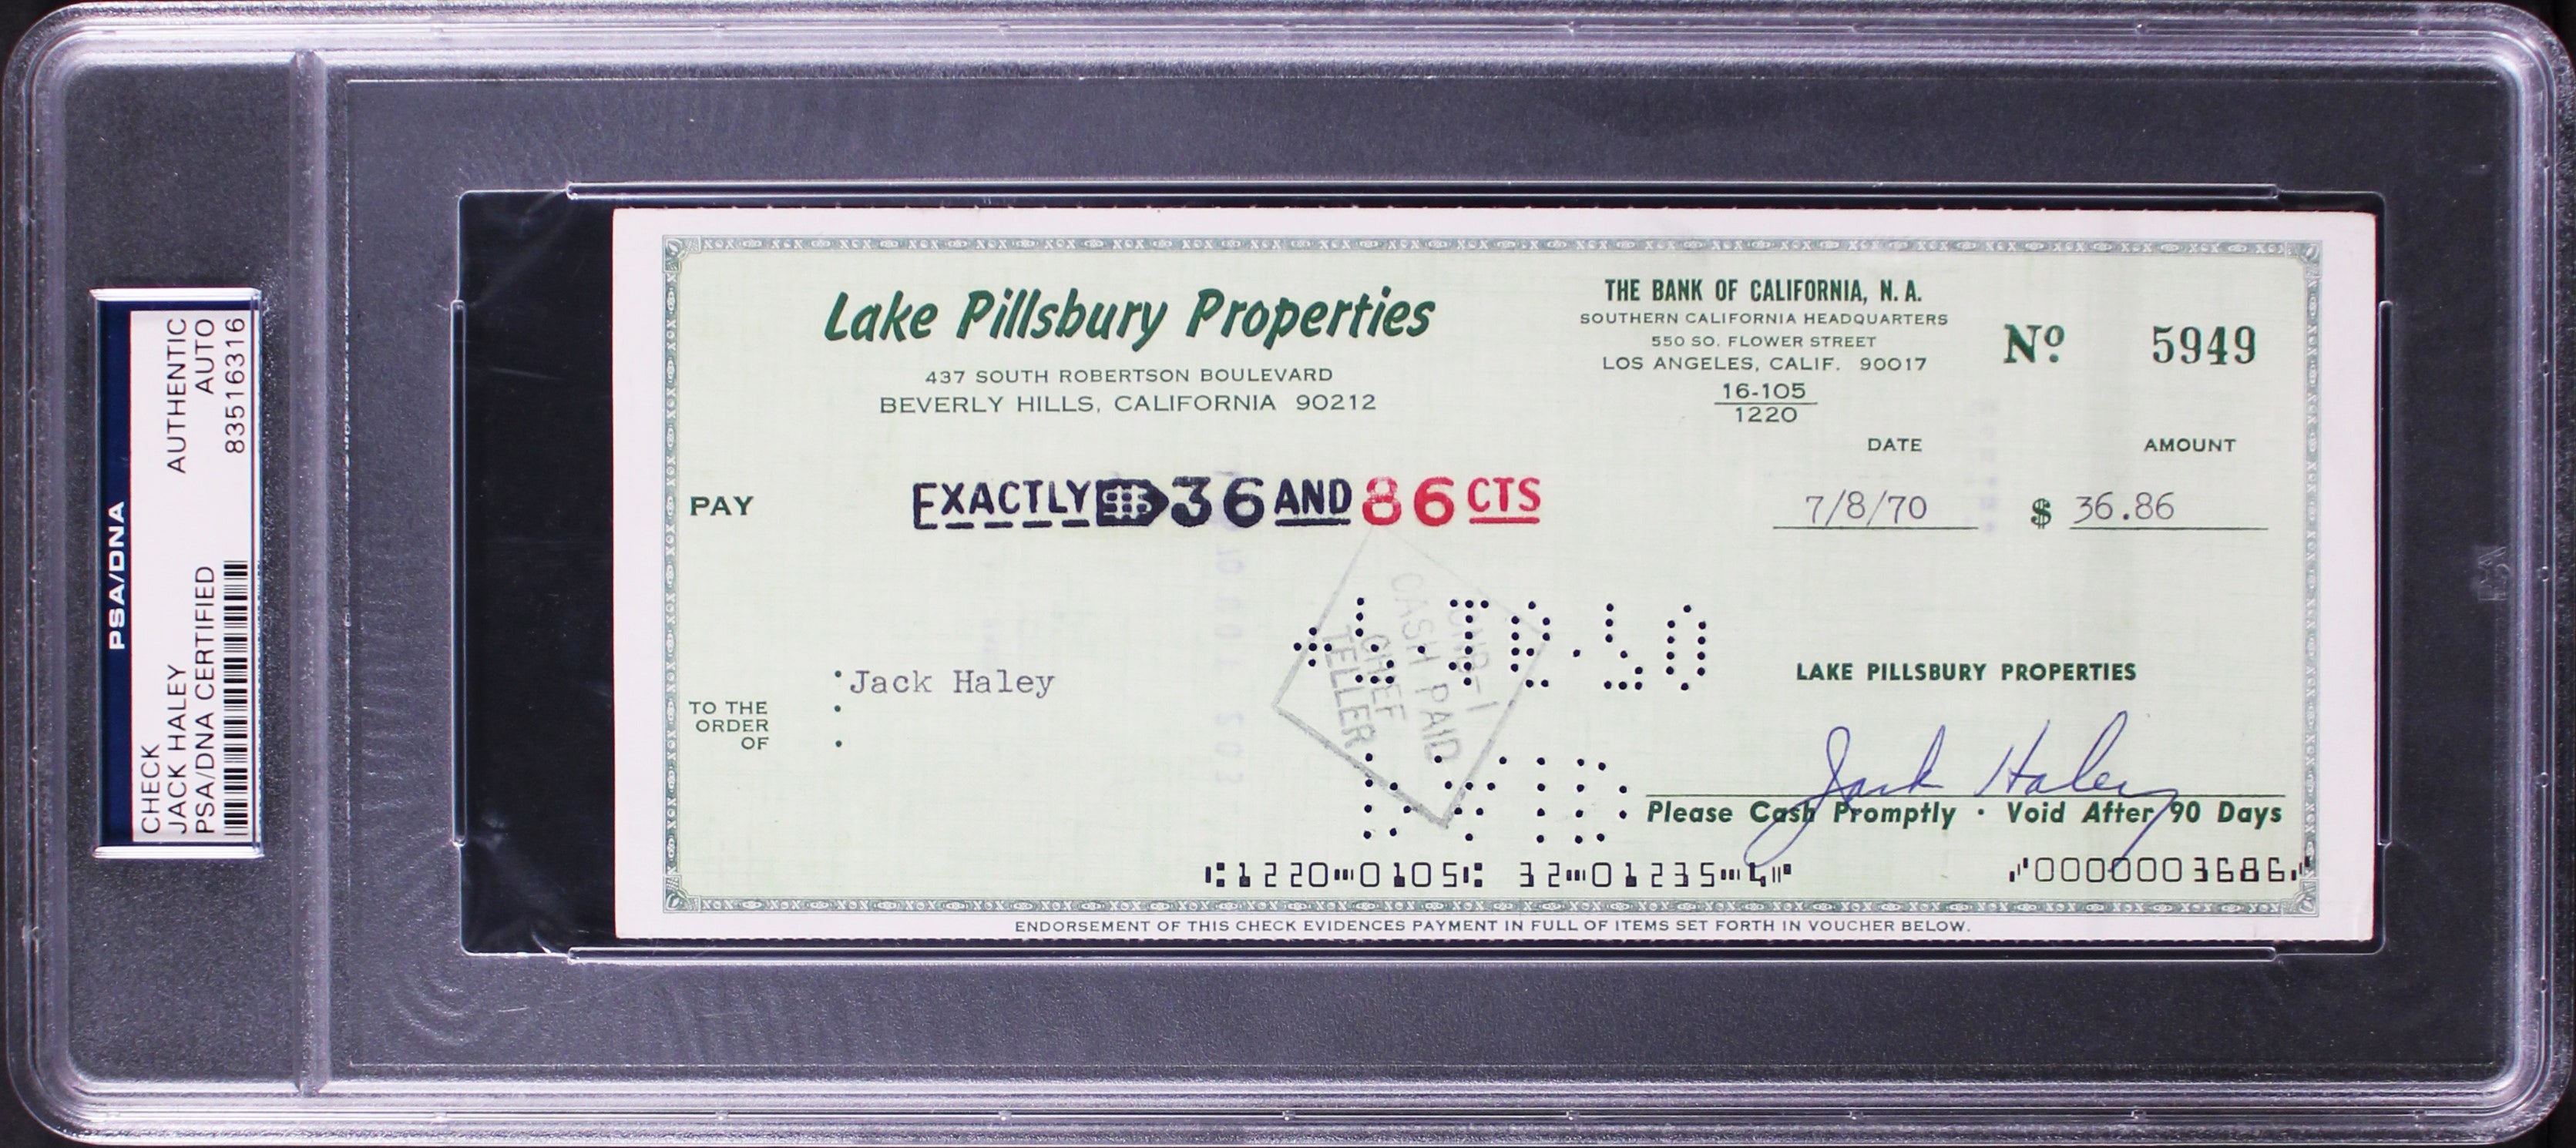 PSA/DNA
CHECK
JACK HALEY
PSA/DNA CERTIFIED
AUTHENTIC
AUTO
83516316
Lake Pillsbury Properties
437 SOUTH ROBERTSON BOULEVARD
BEVERLY HILLS, CALIFORNIA 90212
THE BANK OF CALIFORNIA, N. A.
SOUTHERN CALIFORNIA HEADQUARTERS
550 SO. FLOWER STREET
LOS ANGELES, CALIF. 90017
16-105
1220
Nº 5949
DATE AMOUNT
PAY EXACTLY 36 AND 86 CTS
7/8/70 $ 36.86
CASH PAID
CHIEF
TELLER
Jack Haley
TO THE
ORDER
OF
LAKE PILLSBURY PROPERTIES
Jack Haley
Please Cash Promptly · Void After 90 Days
⑆1220⑉0105⑆ 32⑉01235⑉4⑈ ⑈0000003686⑈
ENDORSEMENT OF THIS CHECK EVIDENCES PAYMENT IN FULL OF ITEMS SET FORTH IN VOUCHER BELOW.